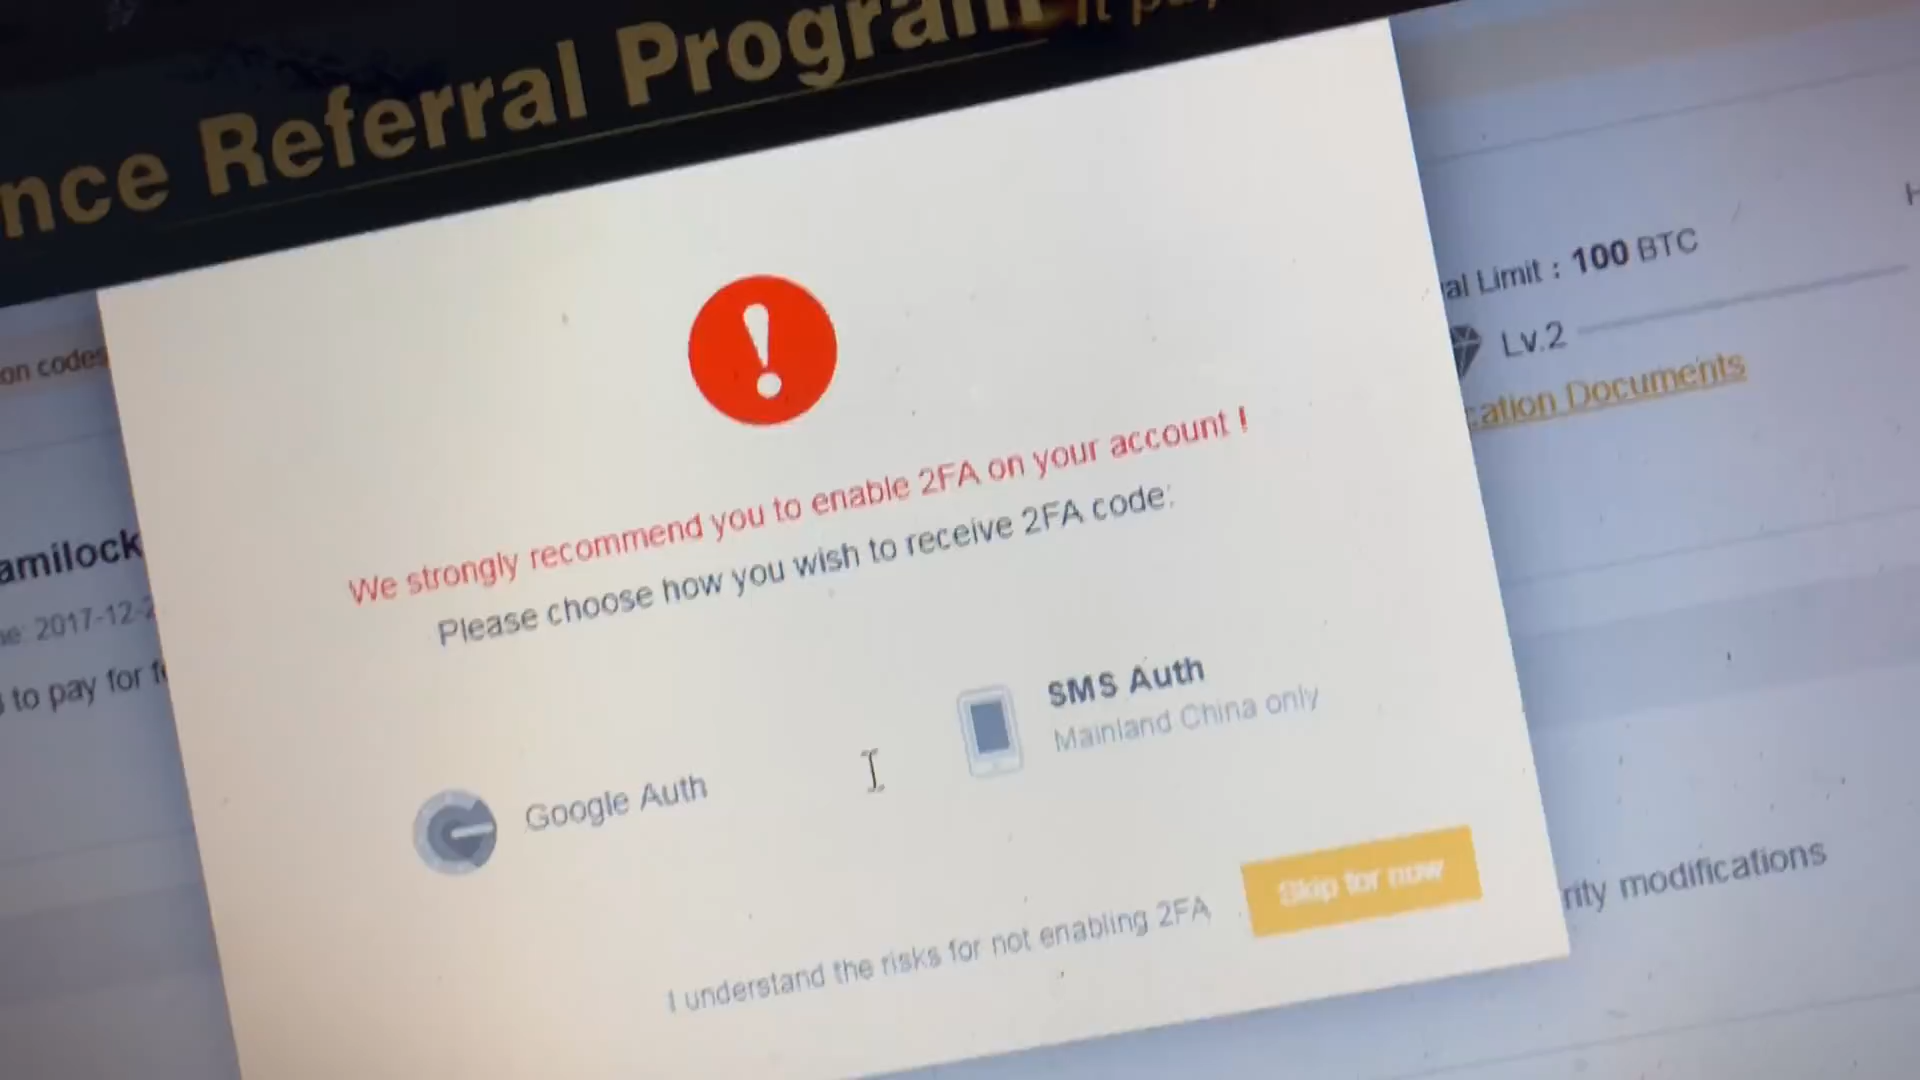 nce Referral Program
it
on codes
al Limit : 100 BTC
Lv.2
cation Documents
We strongly recommend you to enable 2FA on your account !
Please choose how you wish to receive 2FA code:
amilock
ne: 2017-12-2
to pay for f
SMS Auth
Mainland China only
Google Auth
Skip for now
I understand the risks for not enabling 2FA
rity modifications